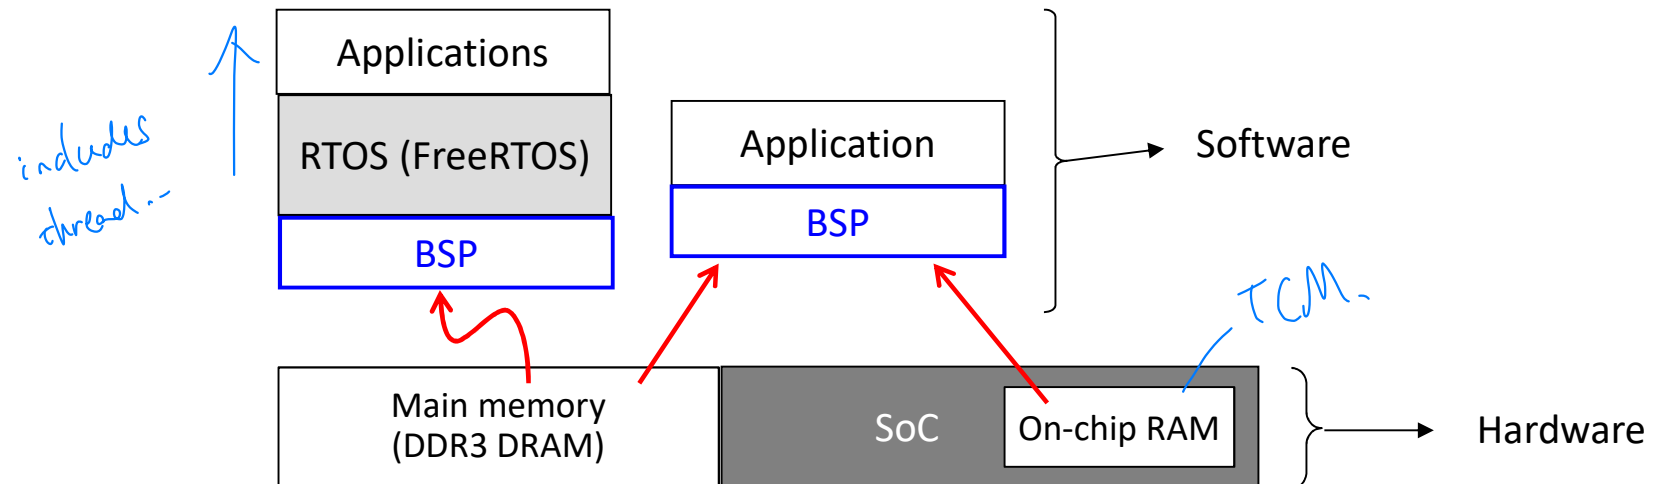 Applications
RTOS (FreeRTOS)
BSP
includes
thread..
Application
BSP
Software
TCM.
Main memory
(DDR3 DRAM)
SoC
On-chip RAM
Hardware